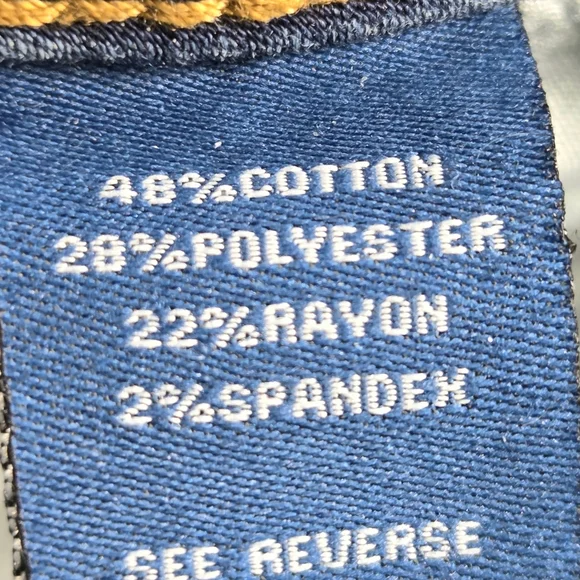 48%COTTON
28%POLYESTER
22%RAYON
2%SPANDEX
SEE REVERSE